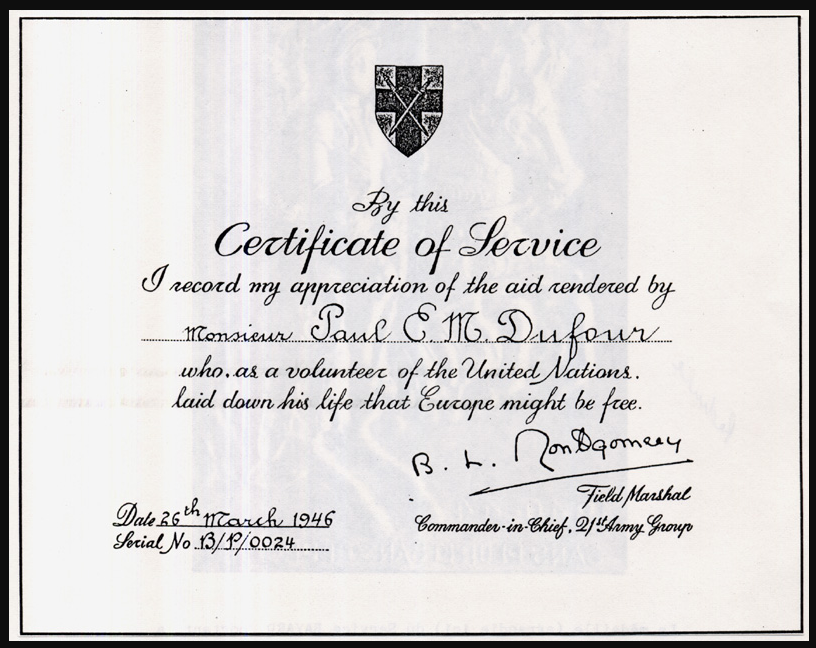 By this
Certificate of Service
I record my appreciation of the aid rendered by
Monsieur Paul E. M. Dufour
who, as a volunteer of the United Nations,
laid down his life that Europe might be free.
B. L. Montgomery
Field Marshal
Date 26th March 1946
Commander-in-Chief, 21st Army Group
Serial No. B/P/0024